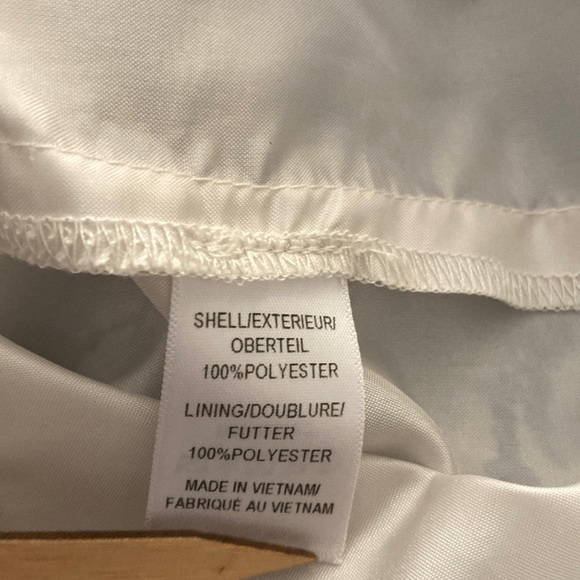 SHELL/EXTERIEUR/
OBERTEIL
100%POLYESTER
LINING/DOUBLURE/
FUTTER
100%POLYESTER
MADE IN VIETNAM/
FABRIQUÉ AU VIETNAM